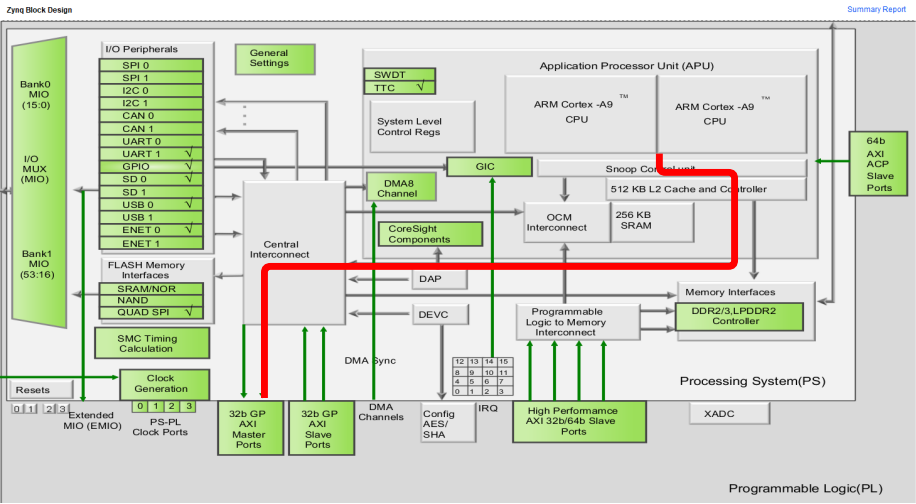 Zynq Block Design
Summary Report
I/O Peripherals
SPI 0
SPI 1
I2C 0
I2C 1
CAN 0
CAN 1
UART 0
UART 1 √
GPIO
SD 0 √
SD 1
USB 0 √
USB 1
ENET 0 √
ENET 1
FLASH Memory
Interfaces
SRAM/NOR
NAND
QUAD SPI √
SMC Timing
Calculation
Bank0
MIO
(15:0)
I/O
MUX
(MIO)
Bank1
MIO
(53:16)
General
Settings
Application Processor Unit (APU)
SWDT
TTC √
System Level
Control Regs
ARM Cortex -A9 ™
CPU
ARM Cortex -A9 ™
CPU
GIC
Snoop Control unit
DMA8
Channel
512 KB L2 Cache and Controller
OCM
Interconnect
256 KB
SRAM
CoreSight
Components
Central
Interconnect
DAP
DEVC
Programmable
Logic to Memory
Interconnect
Memory Interfaces
DDR2/3,LPDDR2
Controller
64b
AXI
ACP
Slave
Ports
DMA Sync
12 13 14 15
8 9 10 11
4 5 6 7
0 1 2 3
Processing System(PS)
Resets
Clock
Generation
0 1 2 3
0 1 2 3
Extended
MIO (EMIO)
PS-PL
Clock Ports
32b GP
AXI
Master
Ports
32b GP
AXI
Slave
Ports
DMA
Channels
Config
AES/
SHA
IRQ
High Performamce
AXI 32b/64b Slave
Ports
XADC
Programmable Logic(PL)